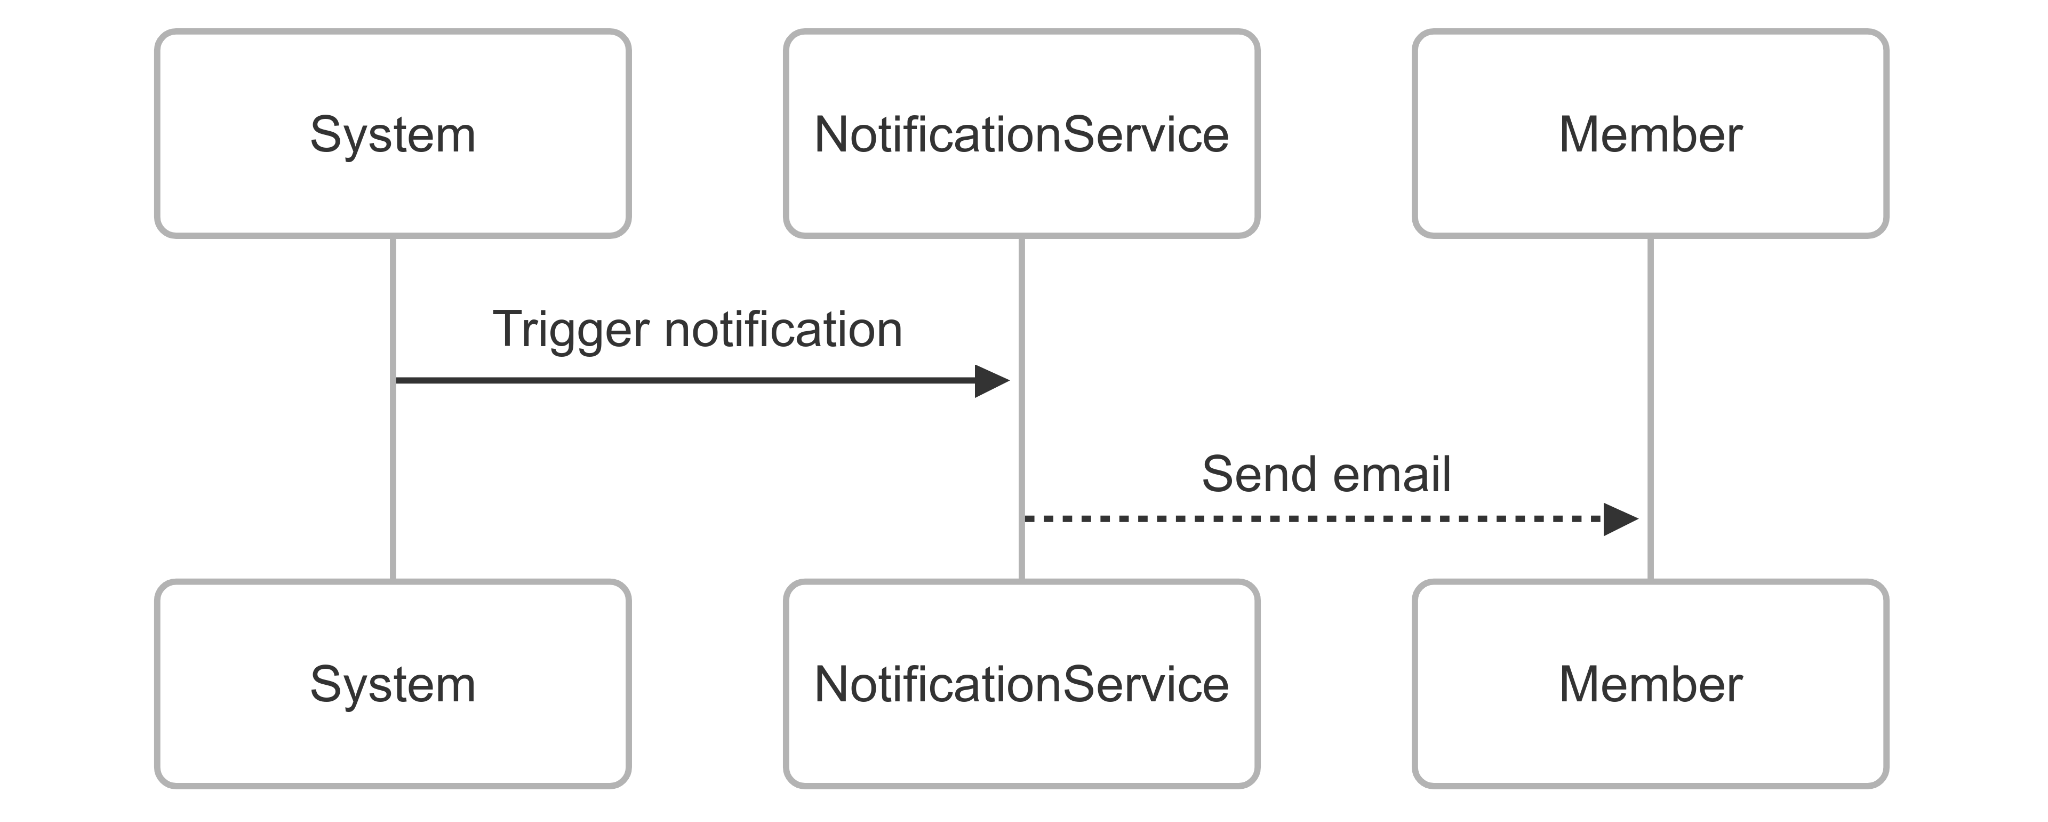 System
NotificationService
Member
Trigger notification
Send email
System
NotificationService
Member